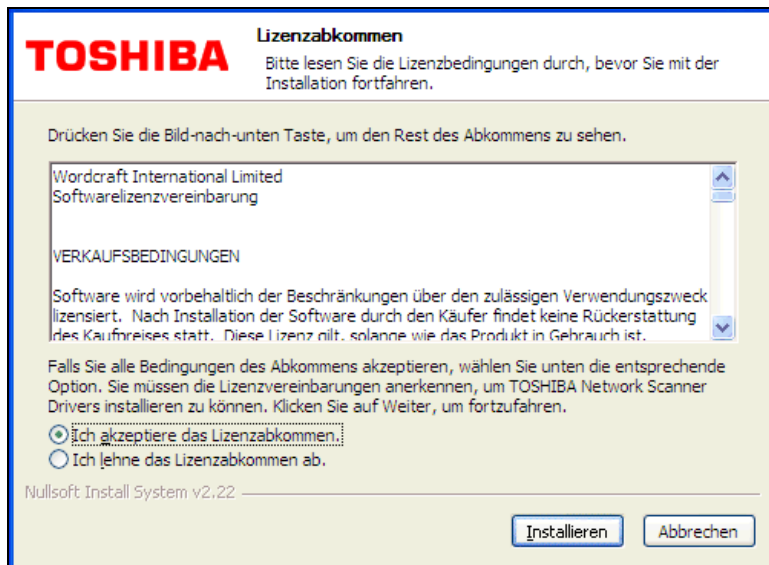 TOSHIBA
Lizenzabkommen
Bitte lesen Sie die Lizenzbedingungen durch, bevor Sie mit der
Installation fortfahren.
Drücken Sie die Bild-nach-unten Taste, um den Rest des Abkommens zu sehen.
Wordcraft International Limited
Softwarelizenzvereinbarung
VERKAUFSBEDINGUNGEN
Software wird vorbehaltlich der Beschränkungen über den zulässigen Verwendungszweck
lizensiert. Nach Installation der Software durch den Käufer findet keine Rückerstattung
des Kaufpreises statt. Diese Lizenz gilt, solange wie das Produkt in Gebrauch ist.
Falls Sie alle Bedingungen des Abkommens akzeptieren, wählen Sie unten die entsprechende
Option. Sie müssen die Lizenzvereinbarungen anerkennen, um TOSHIBA Network Scanner
Drivers installieren zu können. Klicken Sie auf Weiter, um fortzufahren.
Ich akzeptiere das Lizenzabkommen.
Ich lehne das Lizenzabkommen ab.
Nullsoft Install System v2.22
Installieren
Abbrechen